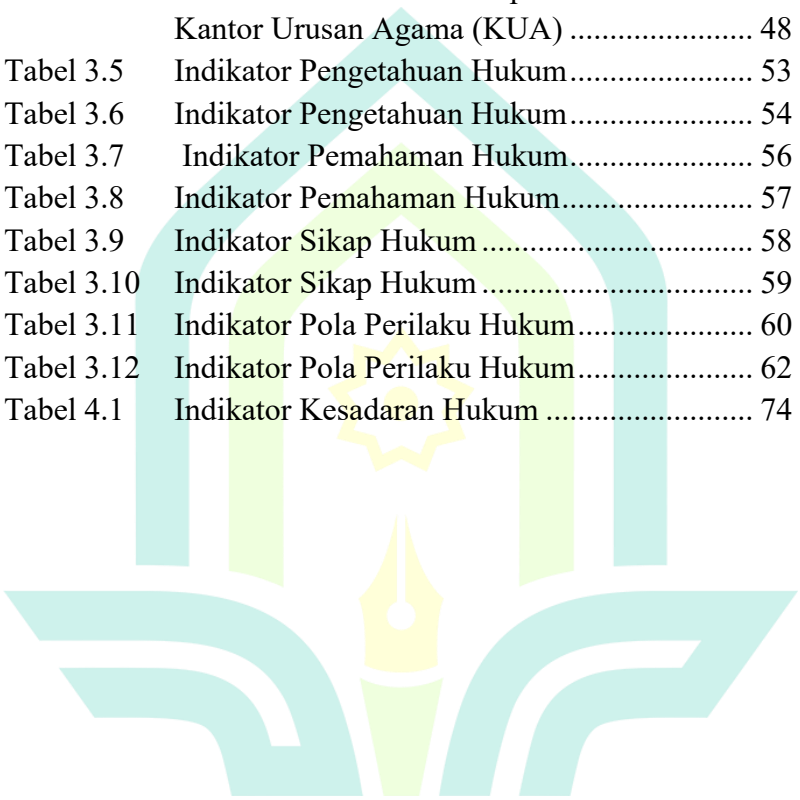 Kantor Urusan Agama (KUA) ....................... 48
Tabel 3.5 Indikator Pengetahuan Hukum....................... 53
Tabel 3.6 Indikator Pengetahuan Hukum....................... 54
Tabel 3.7 Indikator Pemahaman Hukum....................... 56
Tabel 3.8 Indikator Pemahaman Hukum........................ 57
Tabel 3.9 Indikator Sikap Hukum .................................. 58
Tabel 3.10 Indikator Sikap Hukum .................................. 59
Tabel 3.11 Indikator Pola Perilaku Hukum...................... 60
Tabel 3.12 Indikator Pola Perilaku Hukum...................... 62
Tabel 4.1 Indikator Kesadaran Hukum .......................... 74